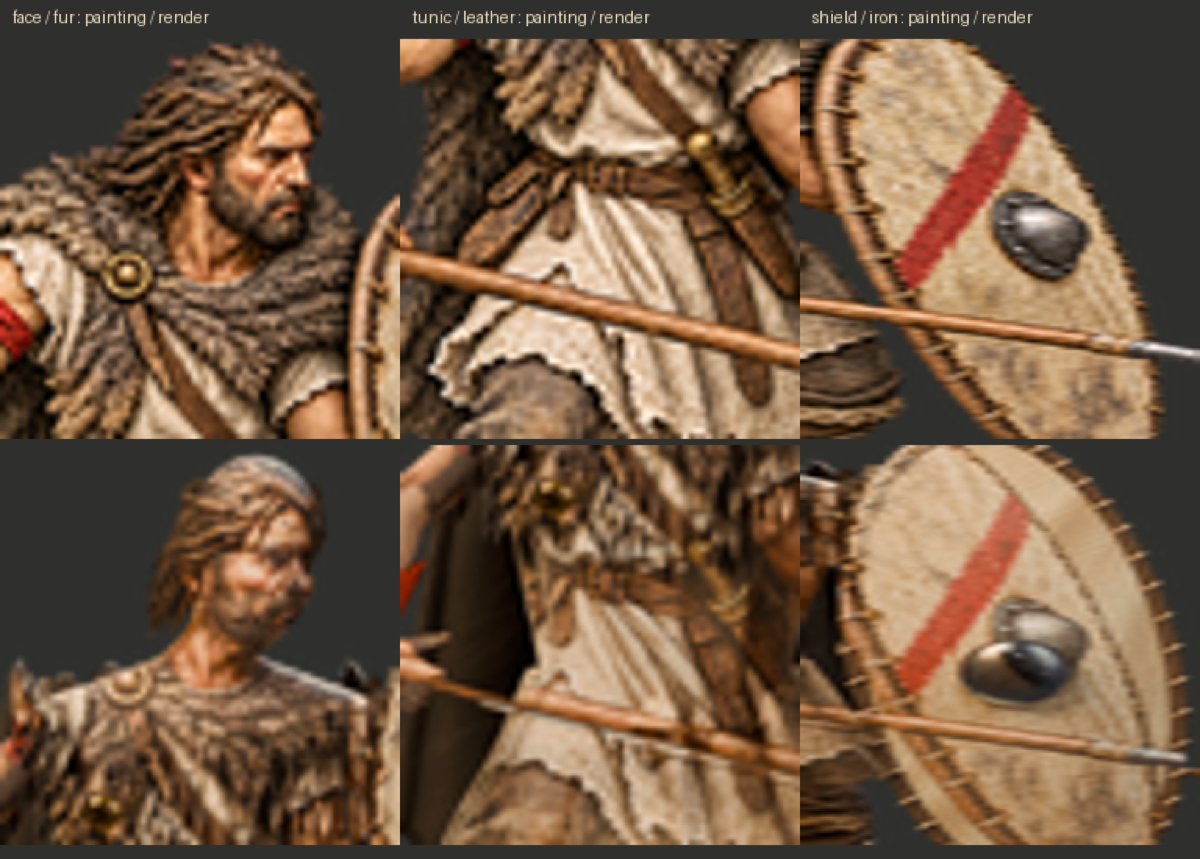 face / fur : painting / render
tunic / leather : painting / render
shield / iron : painting / render